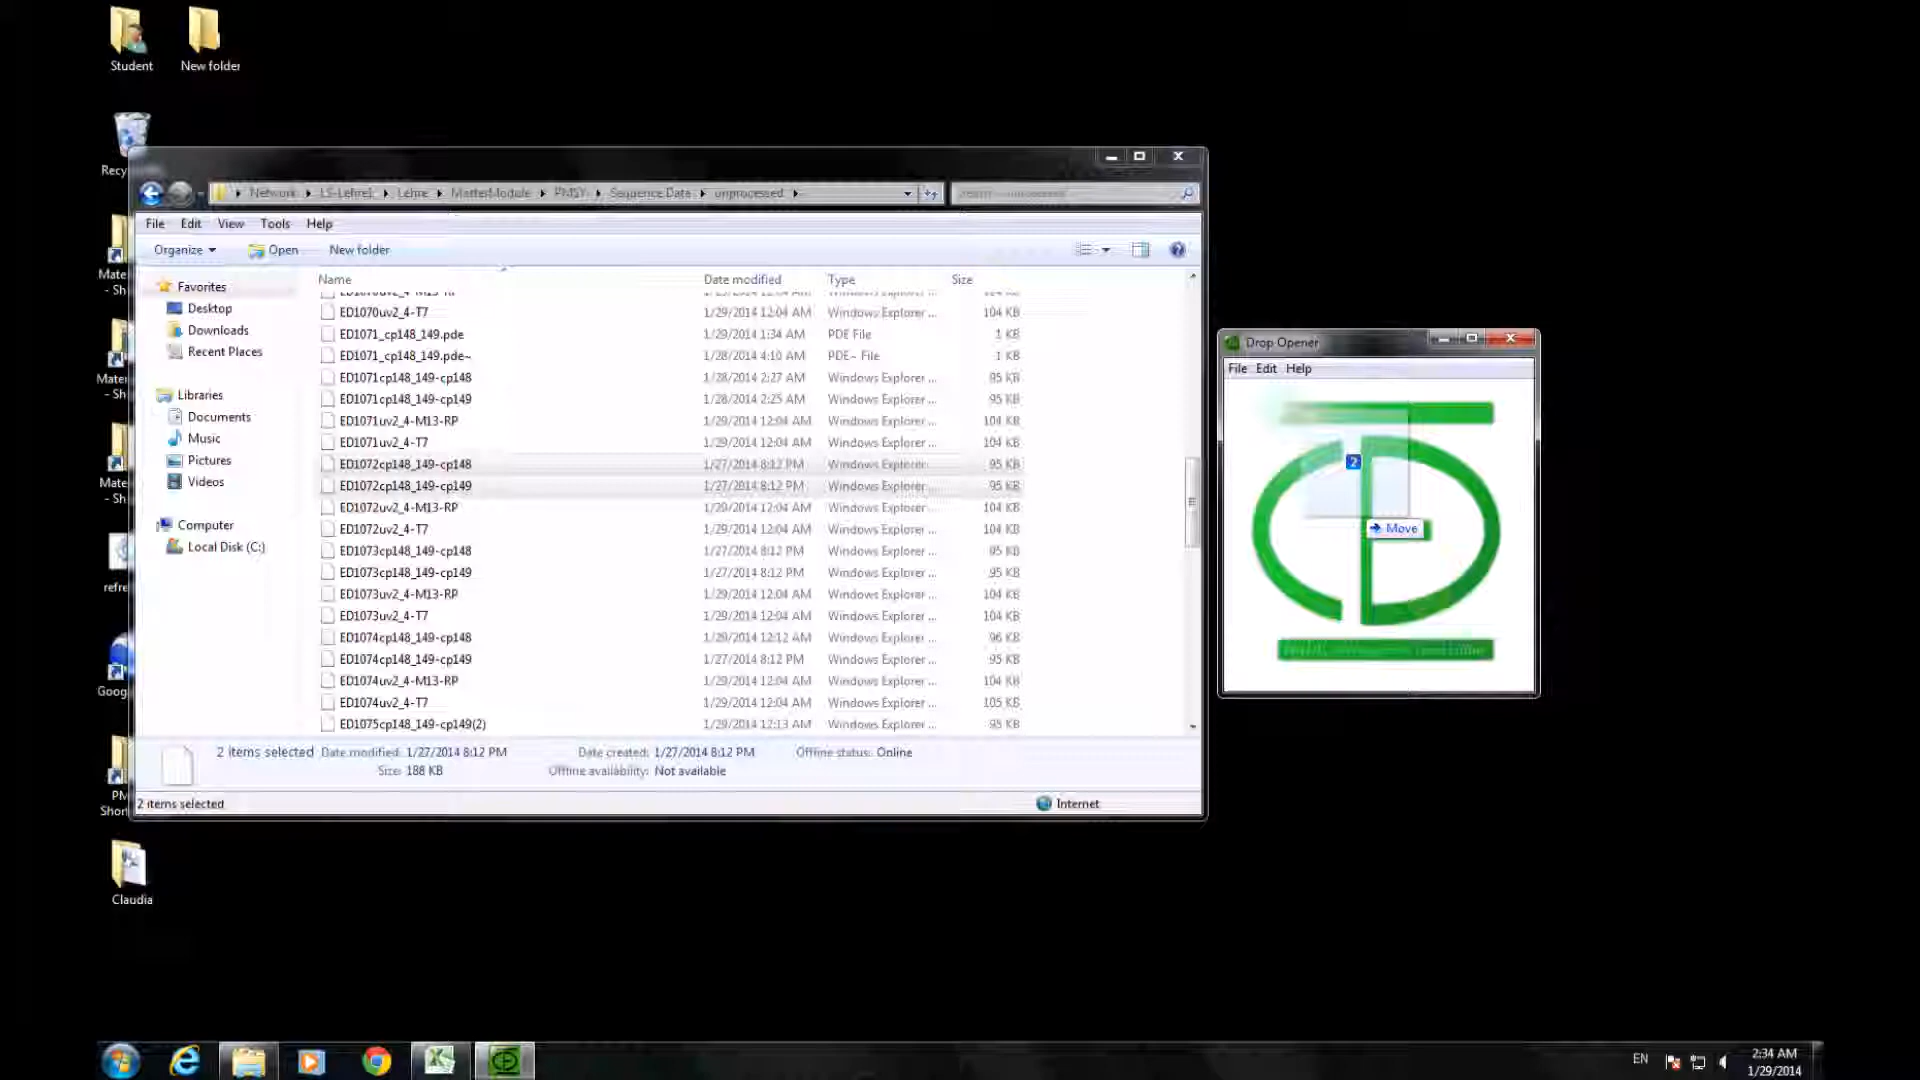 Student
New folder
Recy
Network LS-Lehre1 Lehre MasterModule PMSY Sequence Data unprocessed
File Edit View Tools Help
Organize Open New folder
Name Date modified Type Size
Favorites
Desktop
Downloads
Recent Places
Libraries
Documents
Music
Pictures
Videos
Computer
Local Disk (C:)
ED1070uv2_4-T7 1/29/2014 12:04 AM Windows Explorer ... 104 KB
ED1071_cp148_149.pde 1/29/2014 1:34 AM PDE File 1 KB
ED1071_cp148_149.pde~ 1/28/2014 4:10 AM PDE~ File 1 KB
ED1071cp148_149-cp148 1/28/2014 2:27 AM Windows Explorer ... 95 KB
ED1071cp148_149-cp149 1/28/2014 2:25 AM Windows Explorer ... 95 KB
ED1071uv2_4-M13-RP 1/29/2014 12:04 AM Windows Explorer ... 104 KB
ED1071uv2_4-T7 1/29/2014 12:04 AM Windows Explorer ... 104 KB
ED1072cp148_149-cp148 1/27/2014 8:12 PM Windows Explorer ... 95 KB
ED1072cp148_149-cp149 1/27/2014 8:12 PM Windows Explorer ... 95 KB
ED1072uv2_4-M13-RP 1/29/2014 12:04 AM Windows Explorer ... 104 KB
ED1072uv2_4-T7 1/29/2014 12:04 AM Windows Explorer ... 104 KB
ED1073cp148_149-cp148 1/27/2014 8:12 PM Windows Explorer ... 95 KB
ED1073cp148_149-cp149 1/27/2014 8:12 PM Windows Explorer ... 95 KB
ED1073uv2_4-M13-RP 1/29/2014 12:04 AM Windows Explorer ... 104 KB
ED1073uv2_4-T7 1/29/2014 12:04 AM Windows Explorer ... 104 KB
ED1074cp148_149-cp148 1/29/2014 12:12 AM Windows Explorer ... 96 KB
ED1074cp148_149-cp149 1/27/2014 8:12 PM Windows Explorer ... 95 KB
ED1074uv2_4-M13-RP 1/29/2014 12:04 AM Windows Explorer ... 104 KB
ED1074uv2_4-T7 1/29/2014 12:04 AM Windows Explorer ... 105 KB
ED1075cp148_149-cp149(2) 1/29/2014 12:13 AM Windows Explorer ... 95 KB
2 items selected Date modified: 1/27/2014 8:12 PM Date created: 1/27/2014 8:12 PM Offline status: Online
Size: 188 KB Offline availability: Not available
2 items selected Internet
Drop Opener
File Edit Help
2
Move
Mate
- Sh
Mate
- Sh
Mate
- Sh
refre
Goog
PM
Shor
Claudia
EN
2:34 AM
1/29/2014